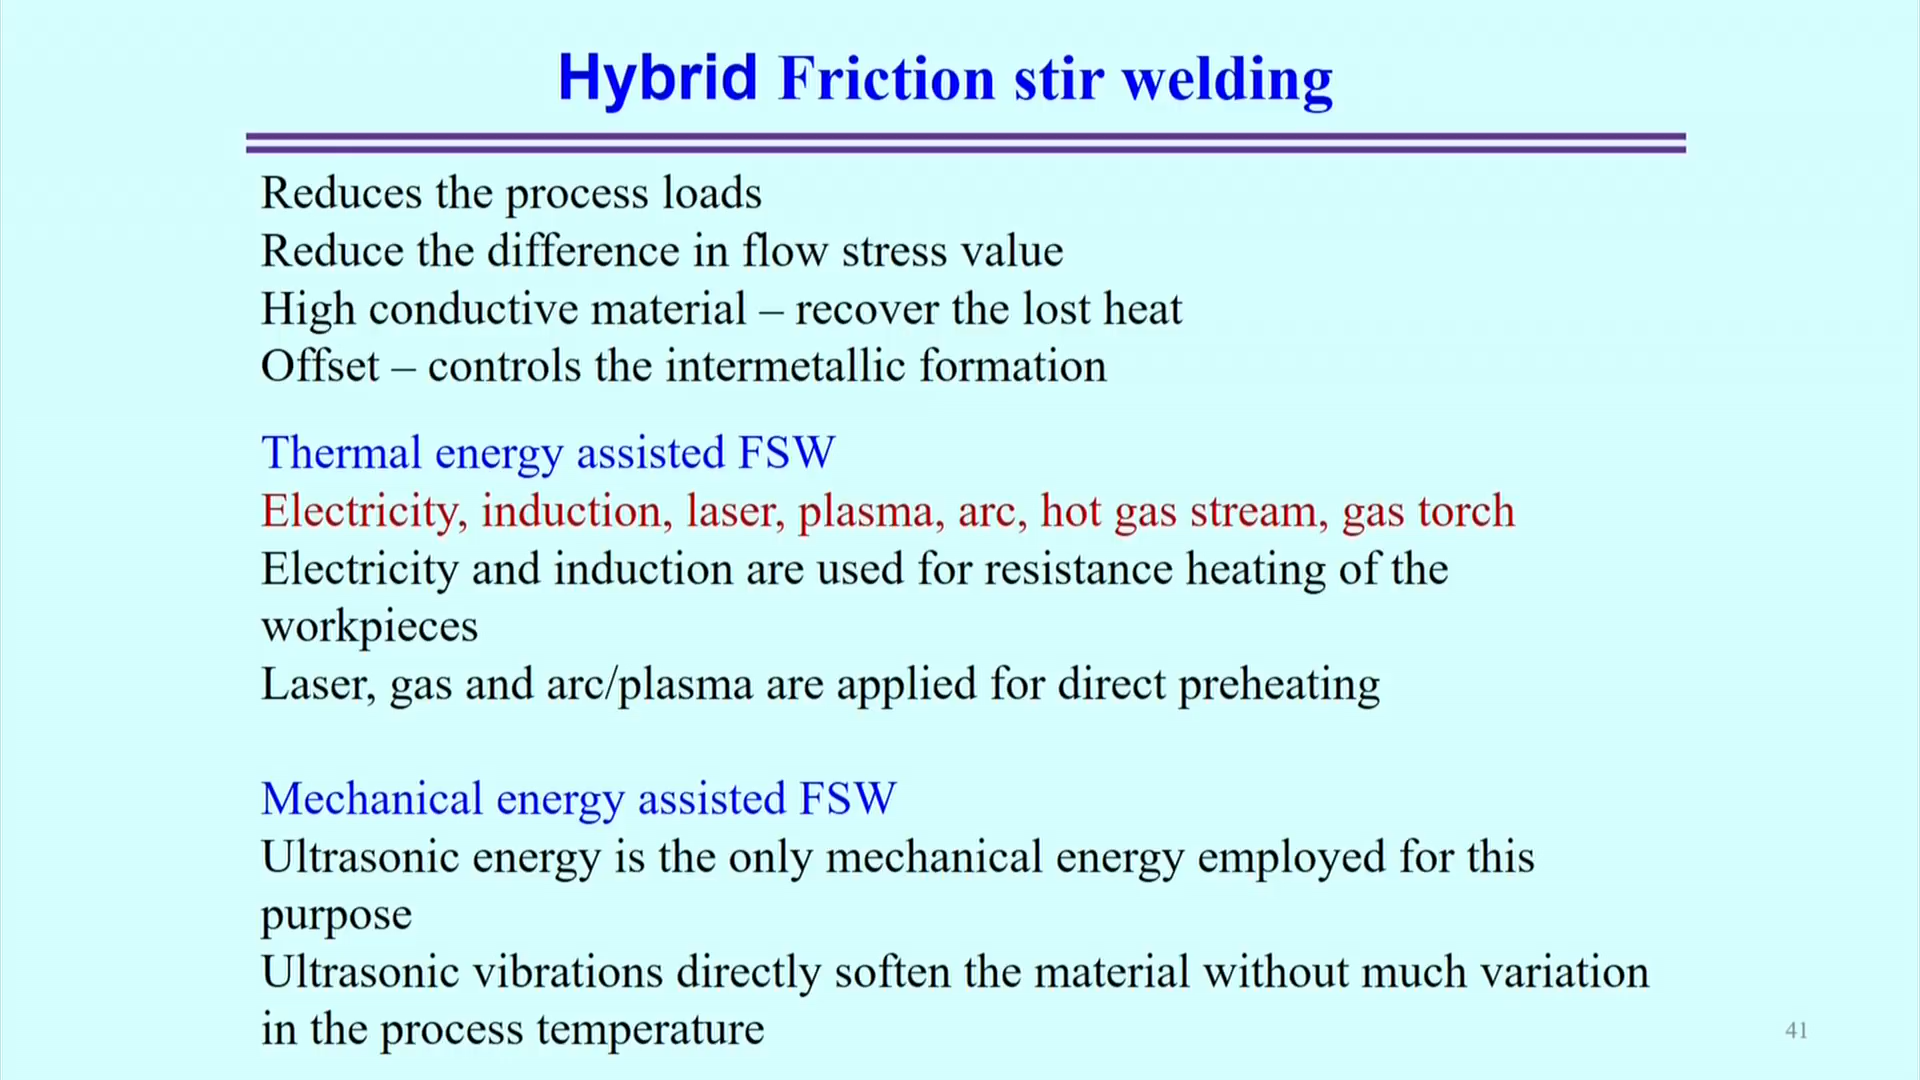 Hybrid Friction stir welding
Reduces the process loads
Reduce the difference in flow stress value
High conductive material – recover the lost heat
Offset – controls the intermetallic formation
Thermal energy assisted FSW
Electricity, induction, laser, plasma, arc, hot gas stream, gas torch
Electricity and induction are used for resistance heating of the
workpieces
Laser, gas and arc/plasma are applied for direct preheating
Mechanical energy assisted FSW
Ultrasonic energy is the only mechanical energy employed for this
purpose
Ultrasonic vibrations directly soften the material without much variation
in the process temperature
41